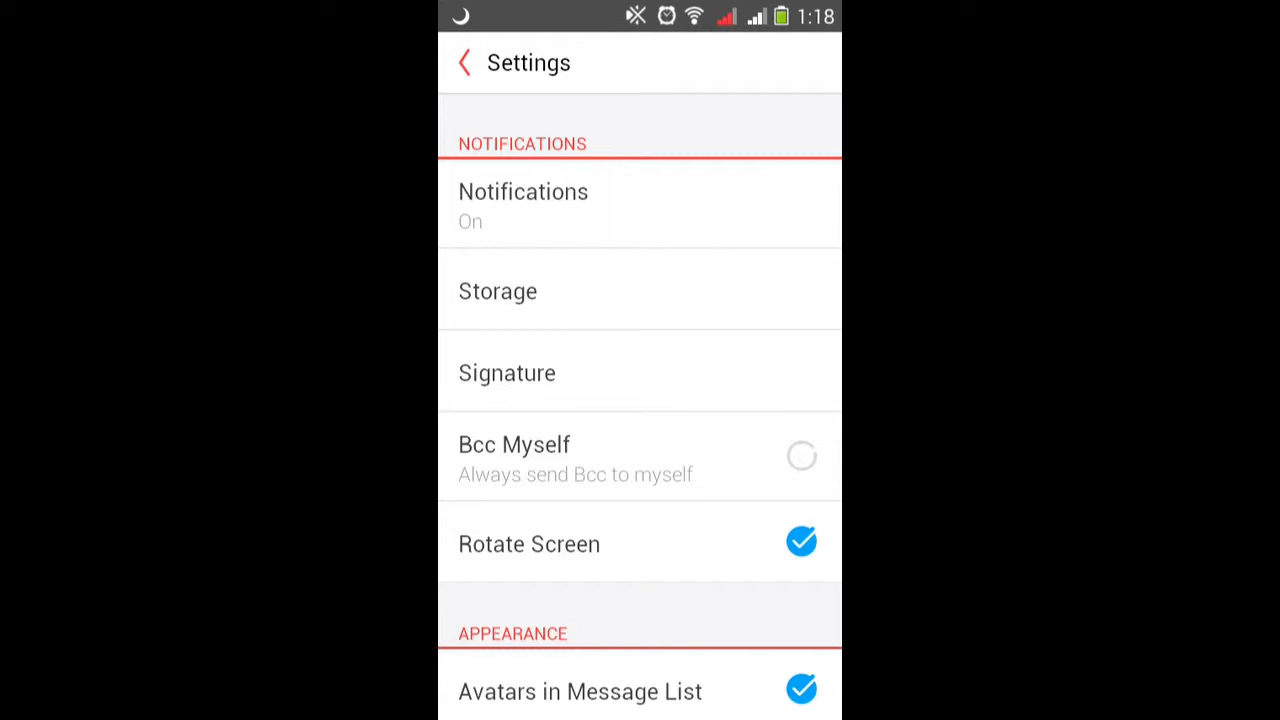 1:18
Settings
NOTIFICATIONS
Notifications
On
Storage
Signature
Bcc Myself
Always send Bcc to myself
Rotate Screen
APPEARANCE
Avatars in Message List